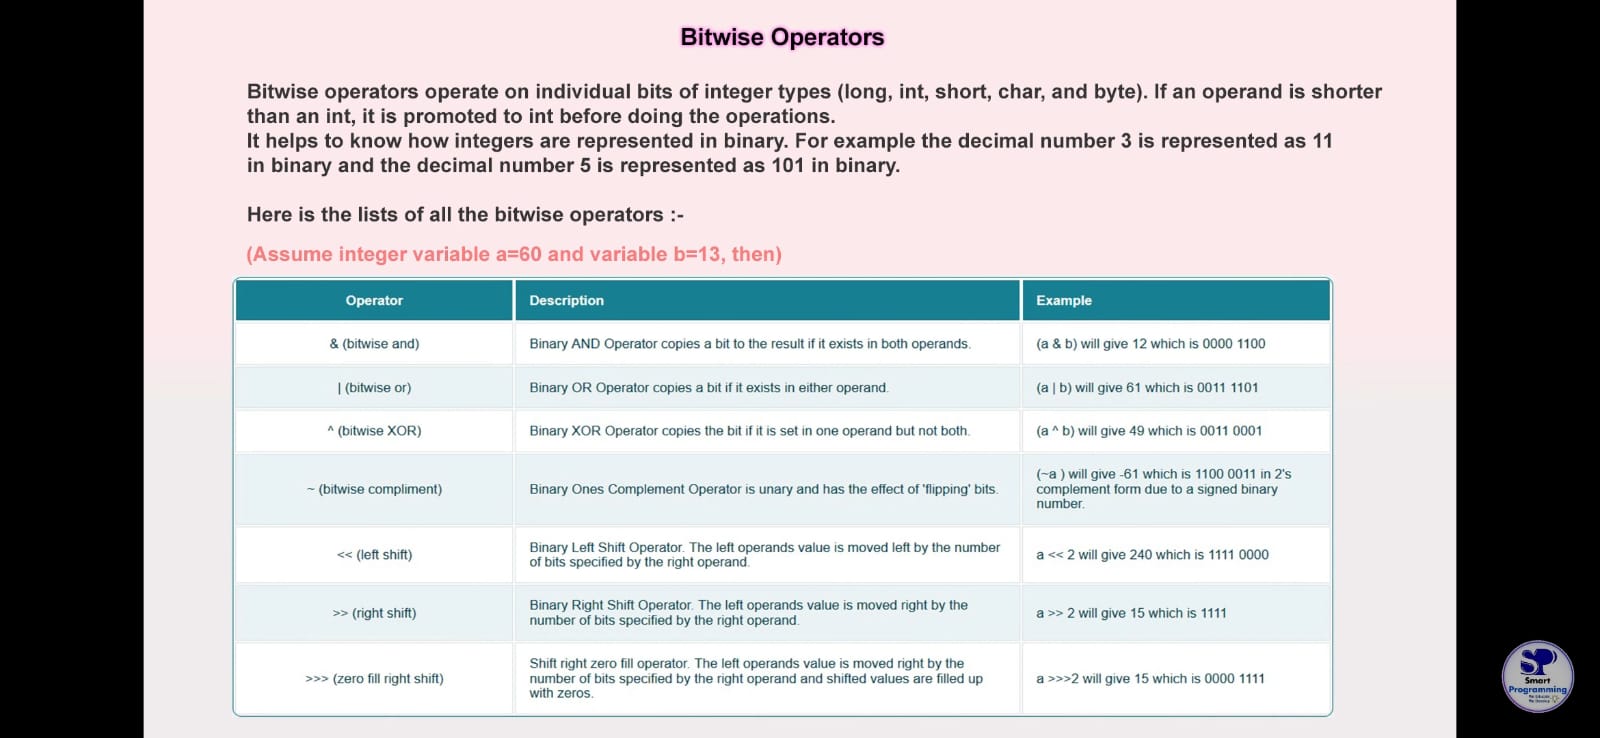 Bitwise Operators
Bitwise operators operate on individual bits of integer types (long, int, short, char, and byte). If an operand is shorter
than an int, it is promoted to int before doing the operations.
It helps to know how integers are represented in binary. For example the decimal number 3 is represented as 11
in binary and the decimal number 5 is represented as 101 in binary.
Here is the lists of all the bitwise operators :-
(Assume integer variable a=60 and variable b=13, then)
Operator Description Example
& (bitwise and) Binary AND Operator copies a bit to the result if it exists in both operands. (a & b) will give 12 which is 0000 1100
| (bitwise or) Binary OR Operator copies a bit if it exists in either operand. (a | b) will give 61 which is 0011 1101
^ (bitwise XOR) Binary XOR Operator copies the bit if it is set in one operand but not both. (a ^ b) will give 49 which is 0011 0001
~ (bitwise compliment) Binary Ones Complement Operator is unary and has the effect of 'flipping' bits.
(~a ) will give -61 which is 1100 0011 in 2's
complement form due to a signed binary
number.
<< (left shift)
Binary Left Shift Operator. The left operands value is moved left by the number
of bits specified by the right operand.
a << 2 will give 240 which is 1111 0000
>> (right shift)
Binary Right Shift Operator. The left operands value is moved right by the
number of bits specified by the right operand.
a >> 2 will give 15 which is 1111
>>> (zero fill right shift)
Shift right zero fill operator. The left operands value is moved right by the
number of bits specified by the right operand and shifted values are filled up
with zeros.
a >>>2 will give 15 which is 0000 1111
SP
Smart
Programming